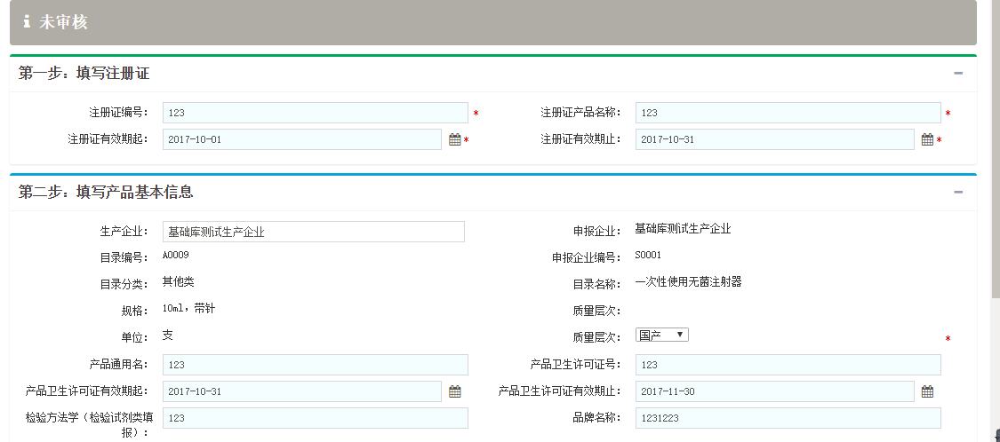 未审核
第一步：填写注册证
注册证编号： 123 * 注册证产品名称： 123 *
注册证有效期起： 2017-10-01 * 注册证有效期止： 2017-10-31 *
第二步：填写产品基本信息
生产企业： 基础库测试生产企业 申报企业： 基础库测试生产企业
目录编号： A0009 申报企业编号： S0001
目录分类： 其他类 目录名称： 一次性使用无菌注射器
规格： 10ml，带针 质量层次：
单位： 支 质量层次： 国产 *
产品通用名： 123 产品卫生许可证号： 123
产品卫生许可证有效期起： 2017-10-31 产品卫生许可证有效期止： 2017-11-30
检验方法学（检验试剂类填 123 品牌名称： 1231223
报）：